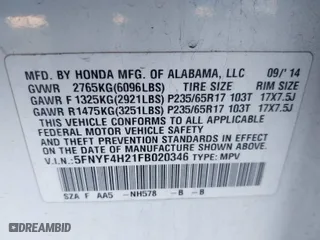 MFD. BY HONDA MFG. OF ALABAMA, LLC 09/'14
GVWR 2765KG(6096LBS) TIRE SIZE RIM SIZE
GAWR F 1325KG(2921LBS) P235/65R17 103T 17X7.5J
GAWR R 1475KG(3251LBS) P235/65R17 103T 17X7.5J
THIS VEHICLE CONFORMS TO ALL APPLICABLE
FEDERAL MOTOR VEHICLE SAFETY STANDARDS
IN EFFECT ON THE DATE OF MANUFACTURE
SHOWN ABOVE.
V.I.N.:5FNYF4H21FB020346 TYPE:MPV
SZA F AA5 -NH578 -B -B
DREAMBID